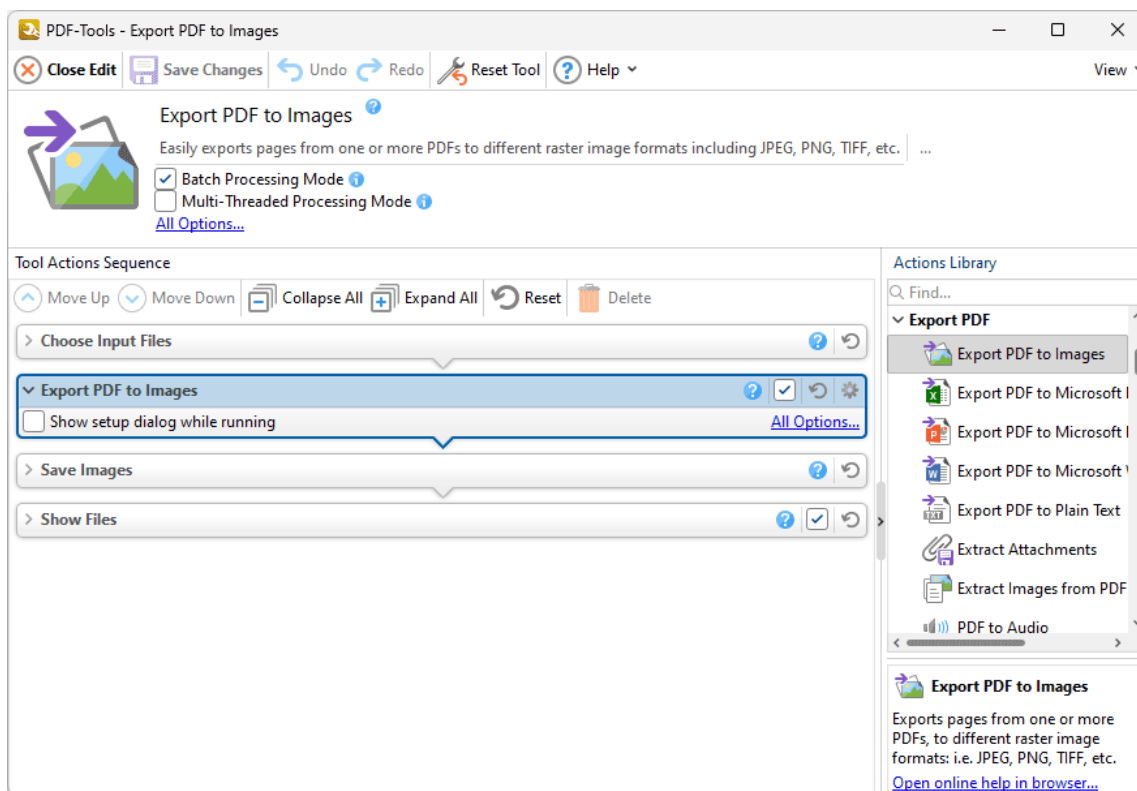 PDF-Tools - Export PDF to Images
Close Edit Save Changes Undo Redo Reset Tool ? Help View
Export PDF to Images ?
Easily exports pages from one or more PDFs to different raster image formats including JPEG, PNG, TIFF, etc. ...
Batch Processing Mode i
Multi-Threaded Processing Mode i
All Options...
Tool Actions Sequence
Move Up Move Down Collapse All Expand All Reset Delete
Choose Input Files ?
Export PDF to Images ?
Show setup dialog while running All Options...
Save Images ?
Show Files ?
Actions Library
Find...
Export PDF
Export PDF to Images
X Export PDF to Microsoft
P Export PDF to Microsoft
W Export PDF to Microsoft
TXT Export PDF to Plain Text
Extract Attachments
Extract Images from PDF
PDF to Audio
Export PDF to Images
Exports pages from one or more
PDFs, to different raster image
formats: i.e. JPEG, PNG, TIFF, etc.
Open online help in browser...